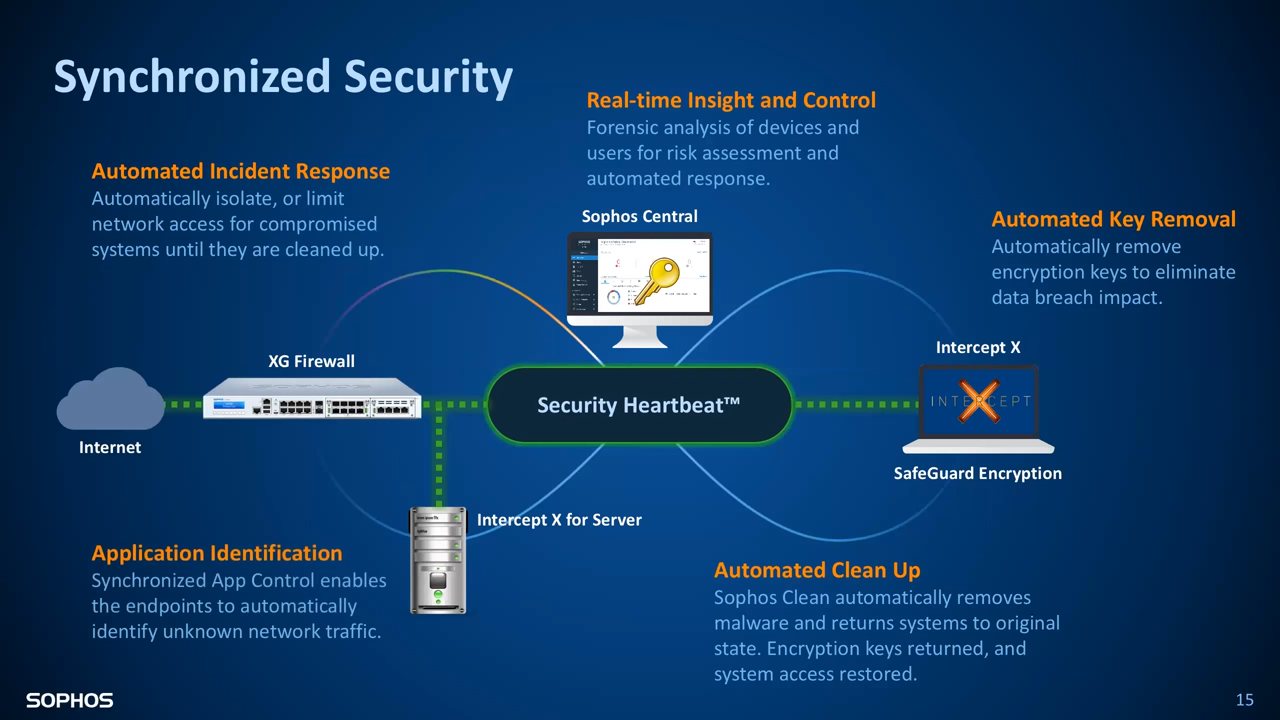 Synchronized Security
Real-time Insight and Control
Forensic analysis of devices and
users for risk assessment and
automated response.
Automated Incident Response
Automatically isolate, or limit
network access for compromised
systems until they are cleaned up.
Sophos Central
Automated Key Removal
Automatically remove
encryption keys to eliminate
data breach impact.
XG Firewall
Intercept X
Internet
Security Heartbeat™
INTERCEPT
SafeGuard Encryption
Intercept X for Server
Application Identification
Synchronized App Control enables
the endpoints to automatically
identify unknown network traffic.
Automated Clean Up
Sophos Clean automatically removes
malware and returns systems to original
state. Encryption keys returned, and
system access restored.
SOPHOS
15